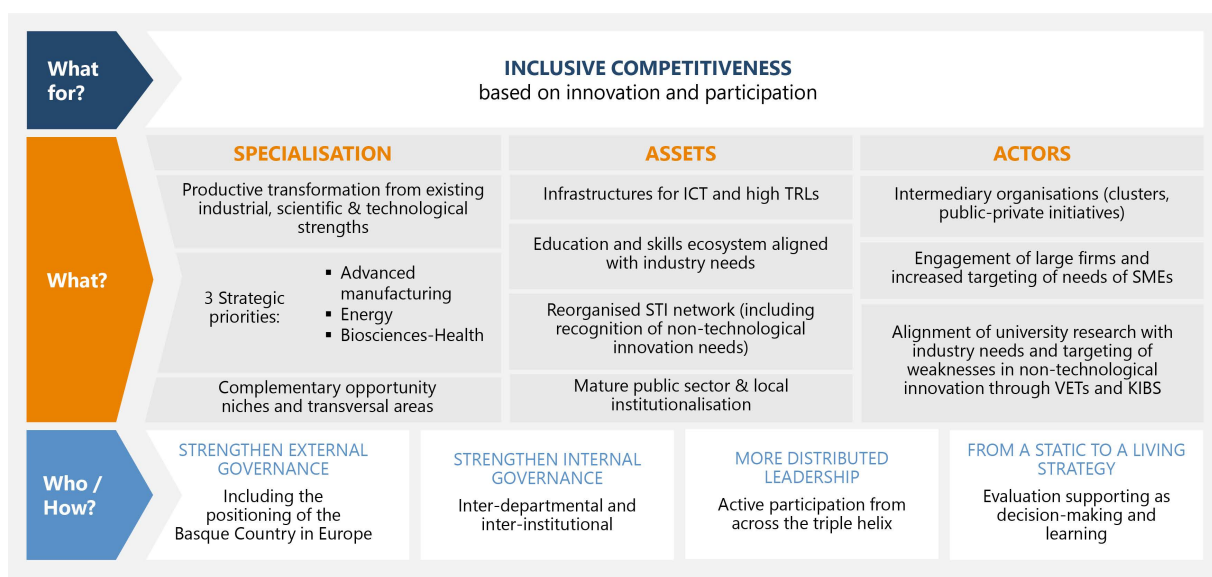 What
for?
INCLUSIVE COMPETITIVENESS
based on innovation and participation
What?
SPECIALISATION
Productive transformation from existing
industrial, scientific & technological
strengths
3 Strategic
priorities:
▪ Advanced
manufacturing
▪ Energy
▪ Biosciences-Health
Complementary opportunity
niches and transversal areas
ASSETS
Infrastructures for ICT and high TRLs
Education and skills ecosystem aligned
with industry needs
Reorganised STI network (including
recognition of non-technological
innovation needs)
Mature public sector & local
institutionalisation
ACTORS
Intermediary organisations (clusters,
public-private initiatives)
Engagement of large firms and
increased targeting of needs of SMEs
Alignment of university research with
industry needs and targeting of
weaknesses in non-technological
innovation through VETs and KIBS
Who /
How?
STRENGTHEN EXTERNAL
GOVERNANCE
Including the
positioning of the
Basque Country in Europe
STRENGTHEN INTERNAL
GOVERNANCE
Inter-departmental and
inter-institutional
MORE DISTRIBUTED
LEADERSHIP
Active participation from
across the triple helix
FROM A STATIC TO A LIVING
STRATEGY
Evaluation supporting as
decision-making and
learning